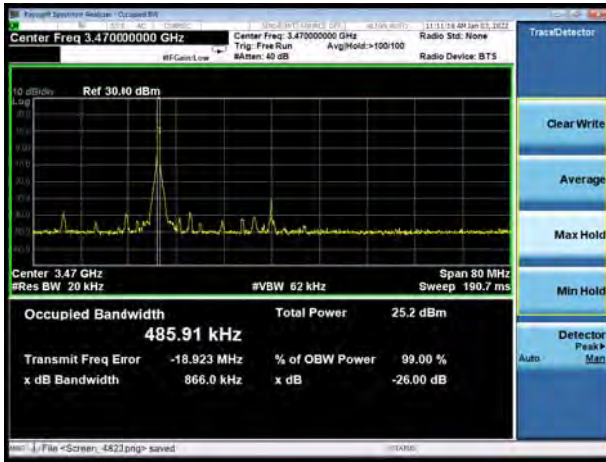 Keysight Spectrum Analyzer - Occupied BW
11:11:16 AM Jan 03, 2022
Center Freq 3.470000000 GHz
Center Freq: 3.470000000 GHz
Radio Std: None
Trig: Free Run
Avg|Hold:>100/100
#IFGain:Low
#Atten: 40 dB
Radio Device: BTS
Trace/Detector
10 dB/div
Ref 30.00 dBm
Log
Clear Write
Average
Max Hold
Min Hold
Center 3.47 GHz
Span 80 MHz
#Res BW 20 kHz
#VBW 62 kHz
Sweep 190.7 ms
Occupied Bandwidth
Total Power
25.2 dBm
485.91 kHz
Transmit Freq Error
-18.923 MHz
% of OBW Power
99.00 %
x dB Bandwidth
866.0 kHz
x dB
-26.00 dB
Detector
Peak
Auto
Man
MSG
File <Screen_4823.png> saved
STATUS